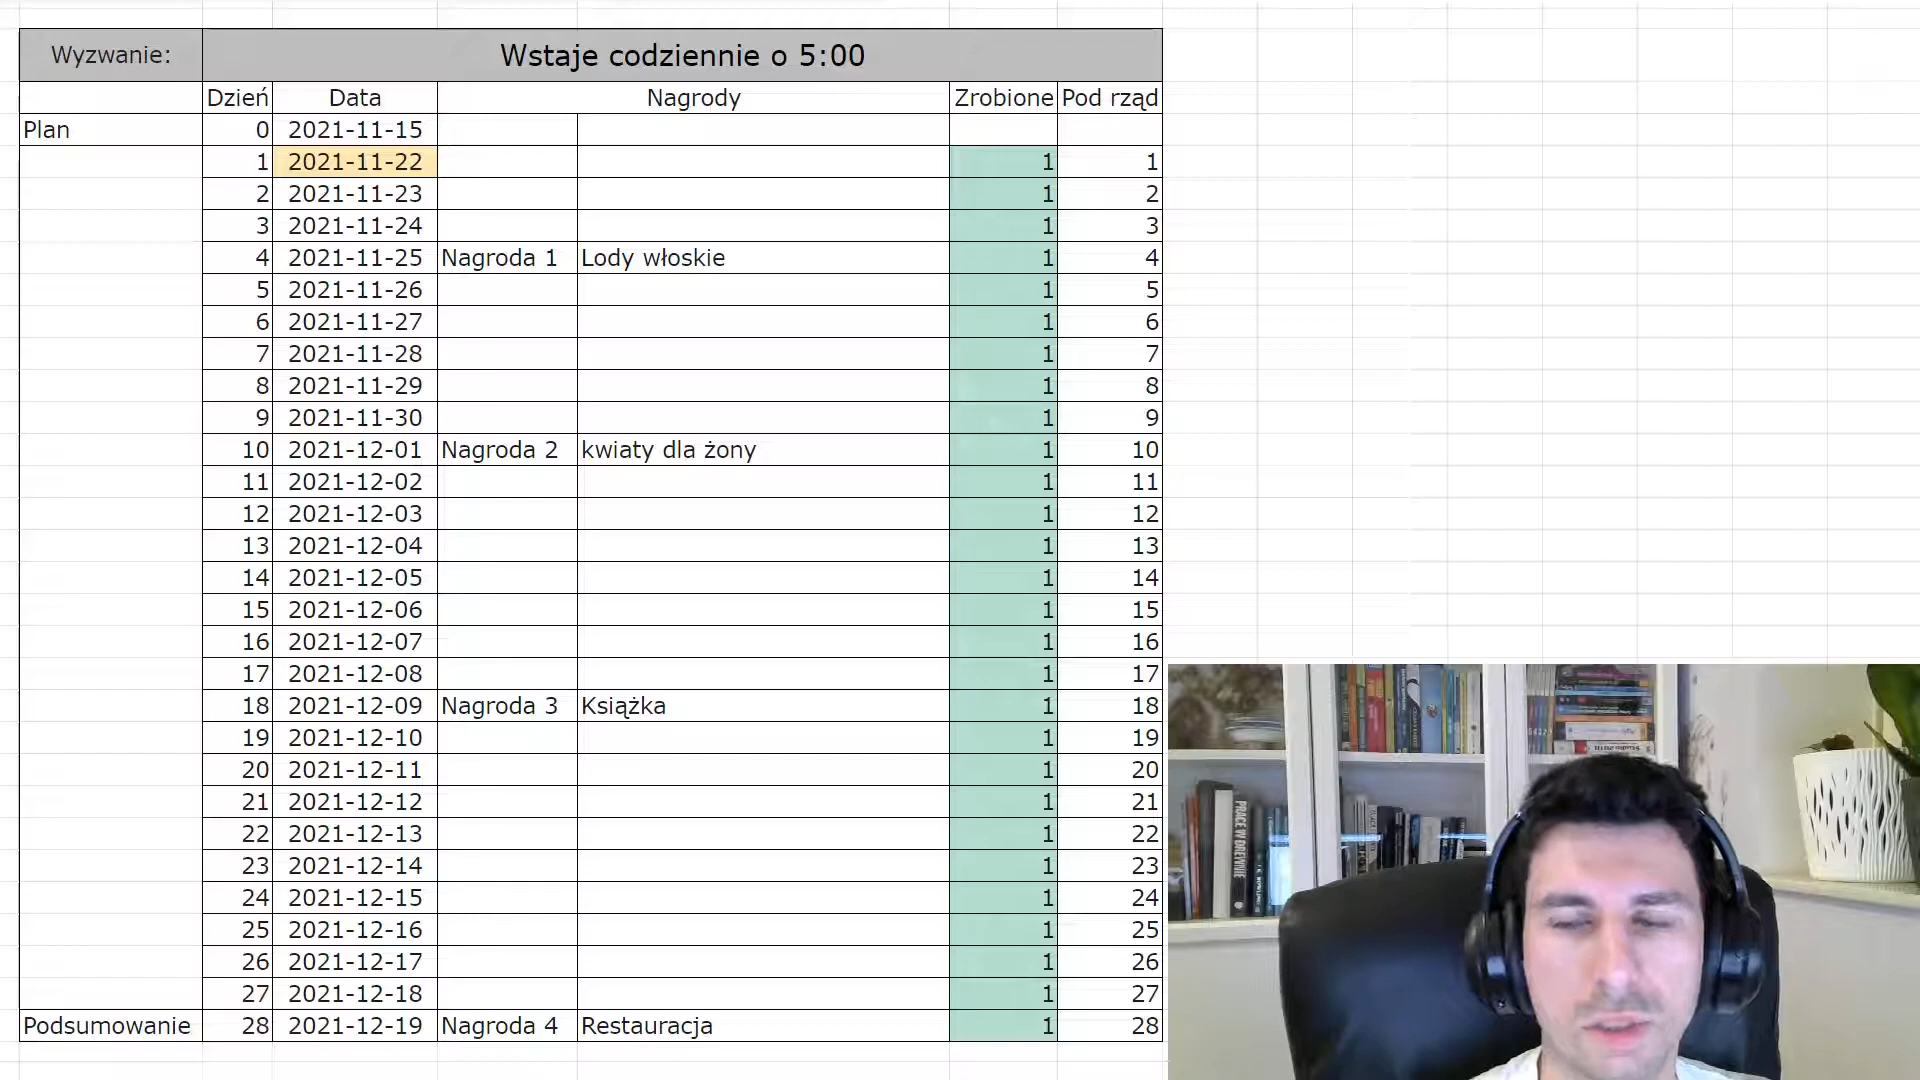 Wyzwanie: Wstaje codziennie o 5:00
Dzień Data Nagrody Zrobione Pod rząd
Plan 0 2021-11-15
1 2021-11-22 1 1
2 2021-11-23 1 2
3 2021-11-24 1 3
4 2021-11-25 Nagroda 1 Lody włoskie 1 4
5 2021-11-26 1 5
6 2021-11-27 1 6
7 2021-11-28 1 7
8 2021-11-29 1 8
9 2021-11-30 1 9
10 2021-12-01 Nagroda 2 kwiaty dla żony 1 10
11 2021-12-02 1 11
12 2021-12-03 1 12
13 2021-12-04 1 13
14 2021-12-05 1 14
15 2021-12-06 1 15
16 2021-12-07 1 16
17 2021-12-08 1 17
18 2021-12-09 Nagroda 3 Książka 1 18
19 2021-12-10 1 19
20 2021-12-11 1 20
21 2021-12-12 1 21
22 2021-12-13 1 22
23 2021-12-14 1 23
24 2021-12-15 1 24
25 2021-12-16 1 25
26 2021-12-17 1 26
27 2021-12-18 1 27
Podsumowanie 28 2021-12-19 Nagroda 4 Restauracja 1 28
PRACE W DREWNIE